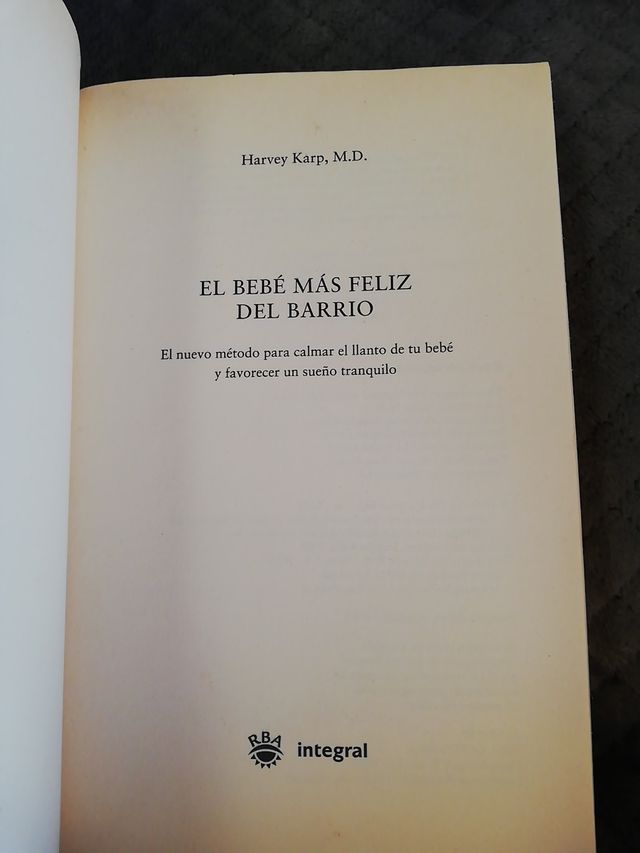 Harvey Karp, M.D.
EL BEBÉ MÁS FELIZ
DEL BARRIO
El nuevo método para calmar el llanto de tu bebé
y favorecer un sueño tranquilo
RBA integral